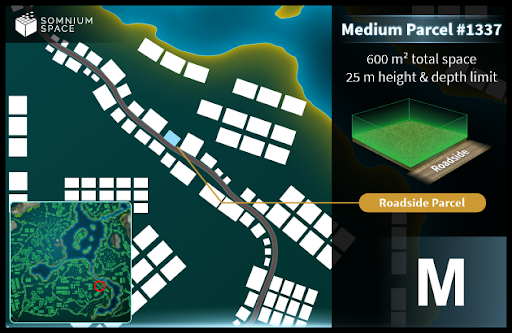 SOMNIUM
SPACE
Medium Parcel #1337
600 m² total space
25 m height & depth limit
Roadside
Roadside Parcel
M